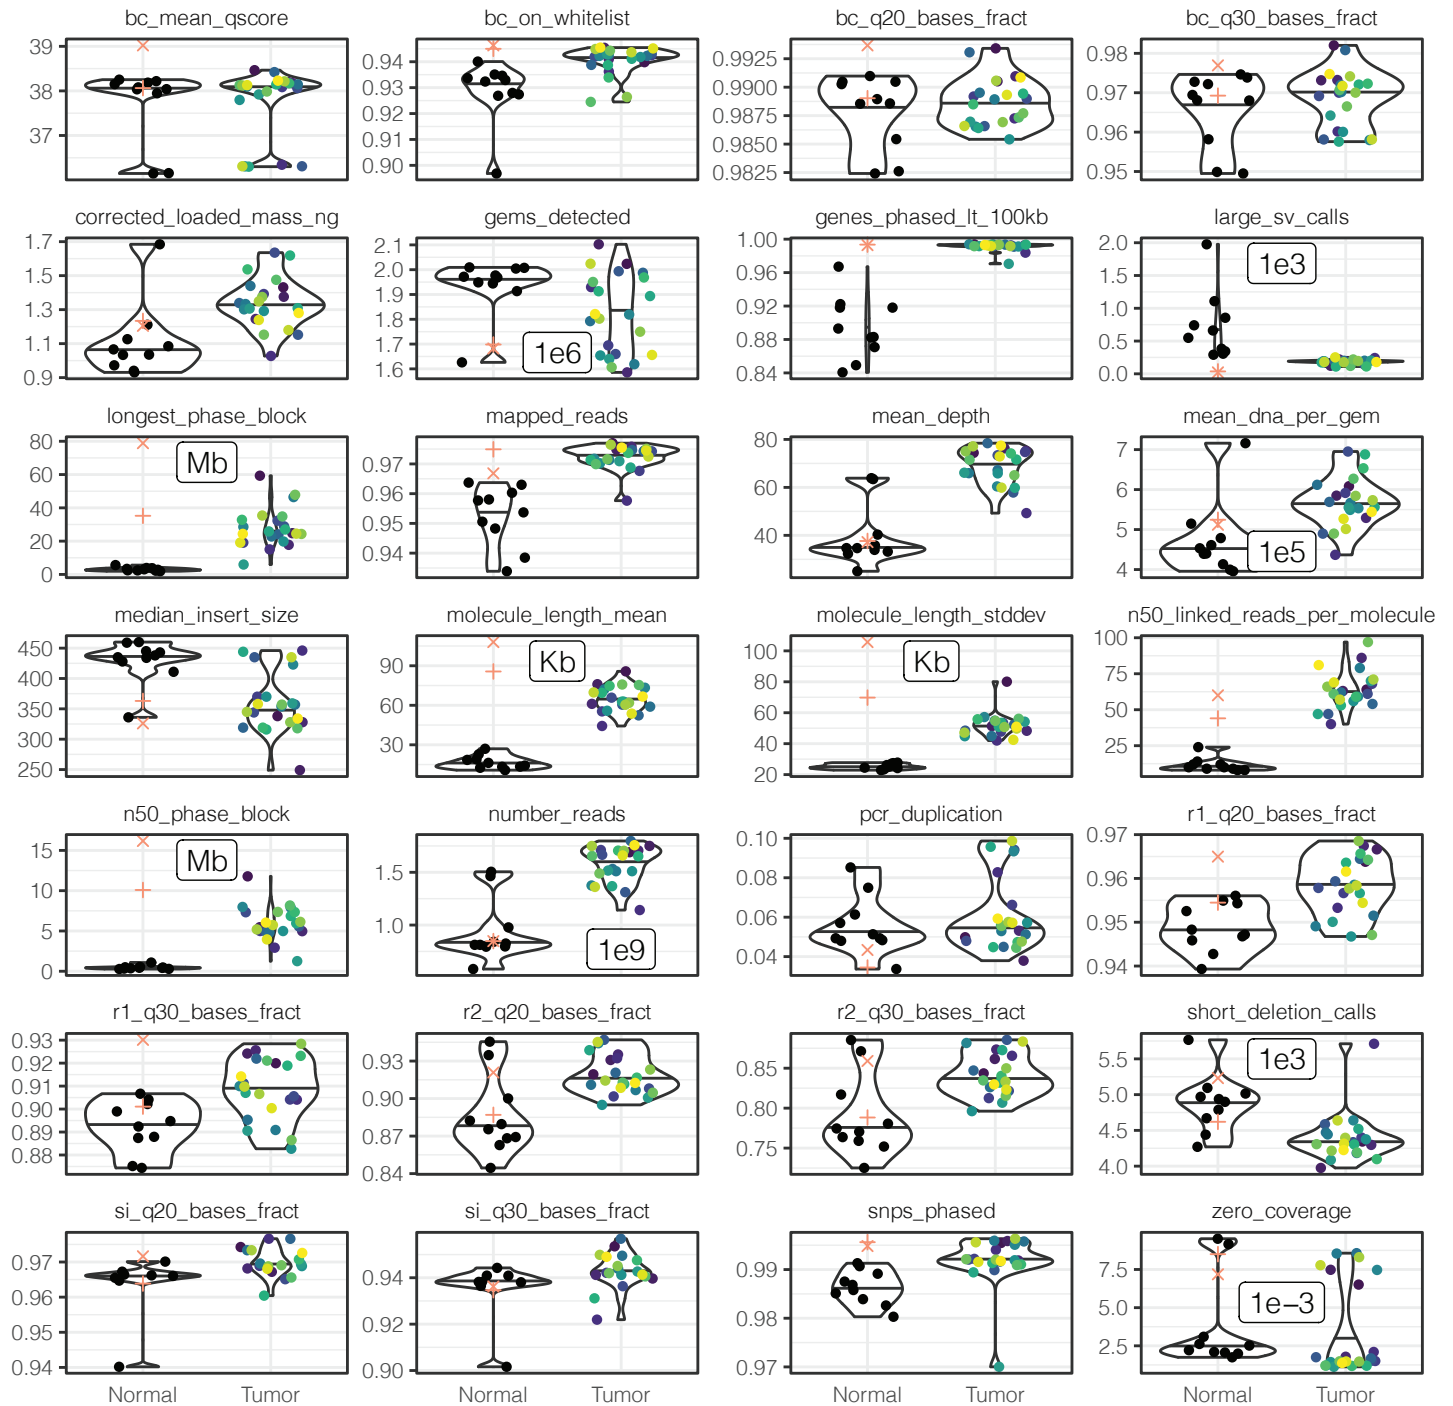 bc_mean_qscore
39
38
37
bc_on_whitelist
0.94
0.93
0.92
0.91
0.90
bc_q20_bases_fract
0.9925
0.9900
0.9875
0.9850
0.9825
bc_q30_bases_fract
0.98
0.97
0.96
0.95
corrected_loaded_mass_ng
1.7
1.5
1.3
1.1
0.9
gems_detected
2.1
2.0
1.9
1.8
1.7
1.6
1e6
genes_phased_lt_100kb
1.00
0.96
0.92
0.88
0.84
large_sv_calls
2.0
1.5
1.0
0.5
0.0
1e3
longest_phase_block
80
60
40
20
0
Mb
mapped_reads
0.97
0.96
0.95
0.94
mean_depth
80
60
40
mean_dna_per_gem
7
6
5
4
1e5
median_insert_size
450
400
350
300
250
molecule_length_mean
90
60
30
Kb
molecule_length_stddev
100
80
60
40
20
Kb
n50_linked_reads_per_molecule
100
75
50
25
n50_phase_block
15
10
5
0
Mb
number_reads
1.5
1.0
1e9
pcr_duplication
0.10
0.08
0.06
0.04
r1_q20_bases_fract
0.97
0.96
0.95
0.94
r1_q30_bases_fract
0.93
0.92
0.91
0.90
0.89
0.88
r2_q20_bases_fract
0.93
0.90
0.87
0.84
r2_q30_bases_fract
0.85
0.80
0.75
short_deletion_calls
5.5
5.0
4.5
4.0
1e3
si_q20_bases_fract
0.97
0.96
0.95
0.94
Normal
Tumor
si_q30_bases_fract
0.94
0.92
0.90
Normal
Tumor
snps_phased
0.99
0.98
0.97
Normal
Tumor
zero_coverage
7.5
5.0
2.5
1e−3
Normal
Tumor